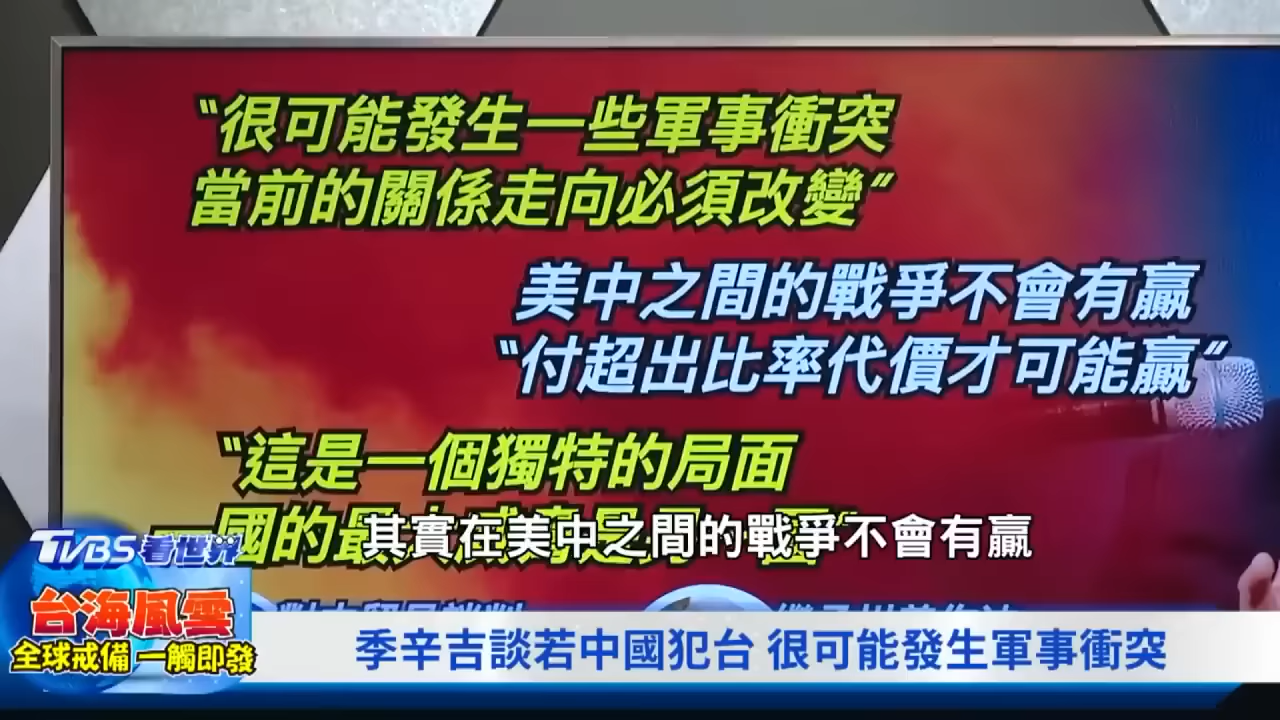 “很可能發生一些軍事衝突
當前的關係走向必須改變”
美中之間的戰爭不會有贏
“付超出比率代價才可能贏”
“這是一個獨特的局面
國的最
其實在美中之間的戰爭不會有贏
TVBS看世界
台海風雲
全球戒備 一觸即發
季辛吉談若中國犯台 很可能發生軍事衝突